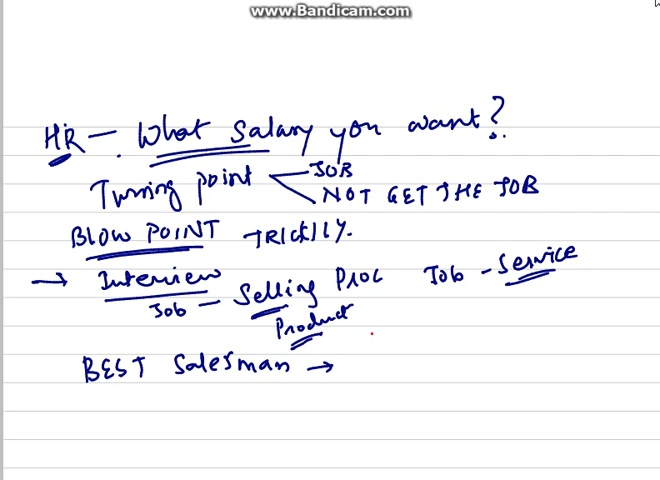 www.Bandicam.com
HR - What Salary you want?
Turning point JOB
NOT GET THE JOB
BLOW POINT TRICKILY.
→ Interview
Job - Selling Proc Job - Service
Product
BEST Salesman →